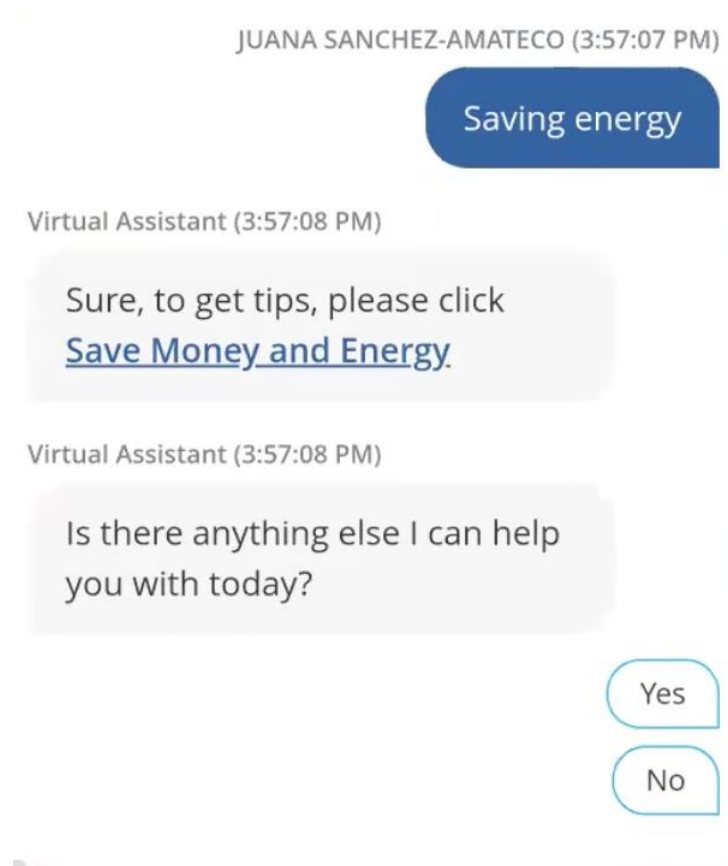 JUANA SANCHEZ-AMATECO (3:57:07 PM)
Saving energy
Virtual Assistant (3:57:08 PM)
Sure, to get tips, please click
Save Money and Energy.
Virtual Assistant (3:57:08 PM)
Is there anything else I can help
you with today?
Yes
No